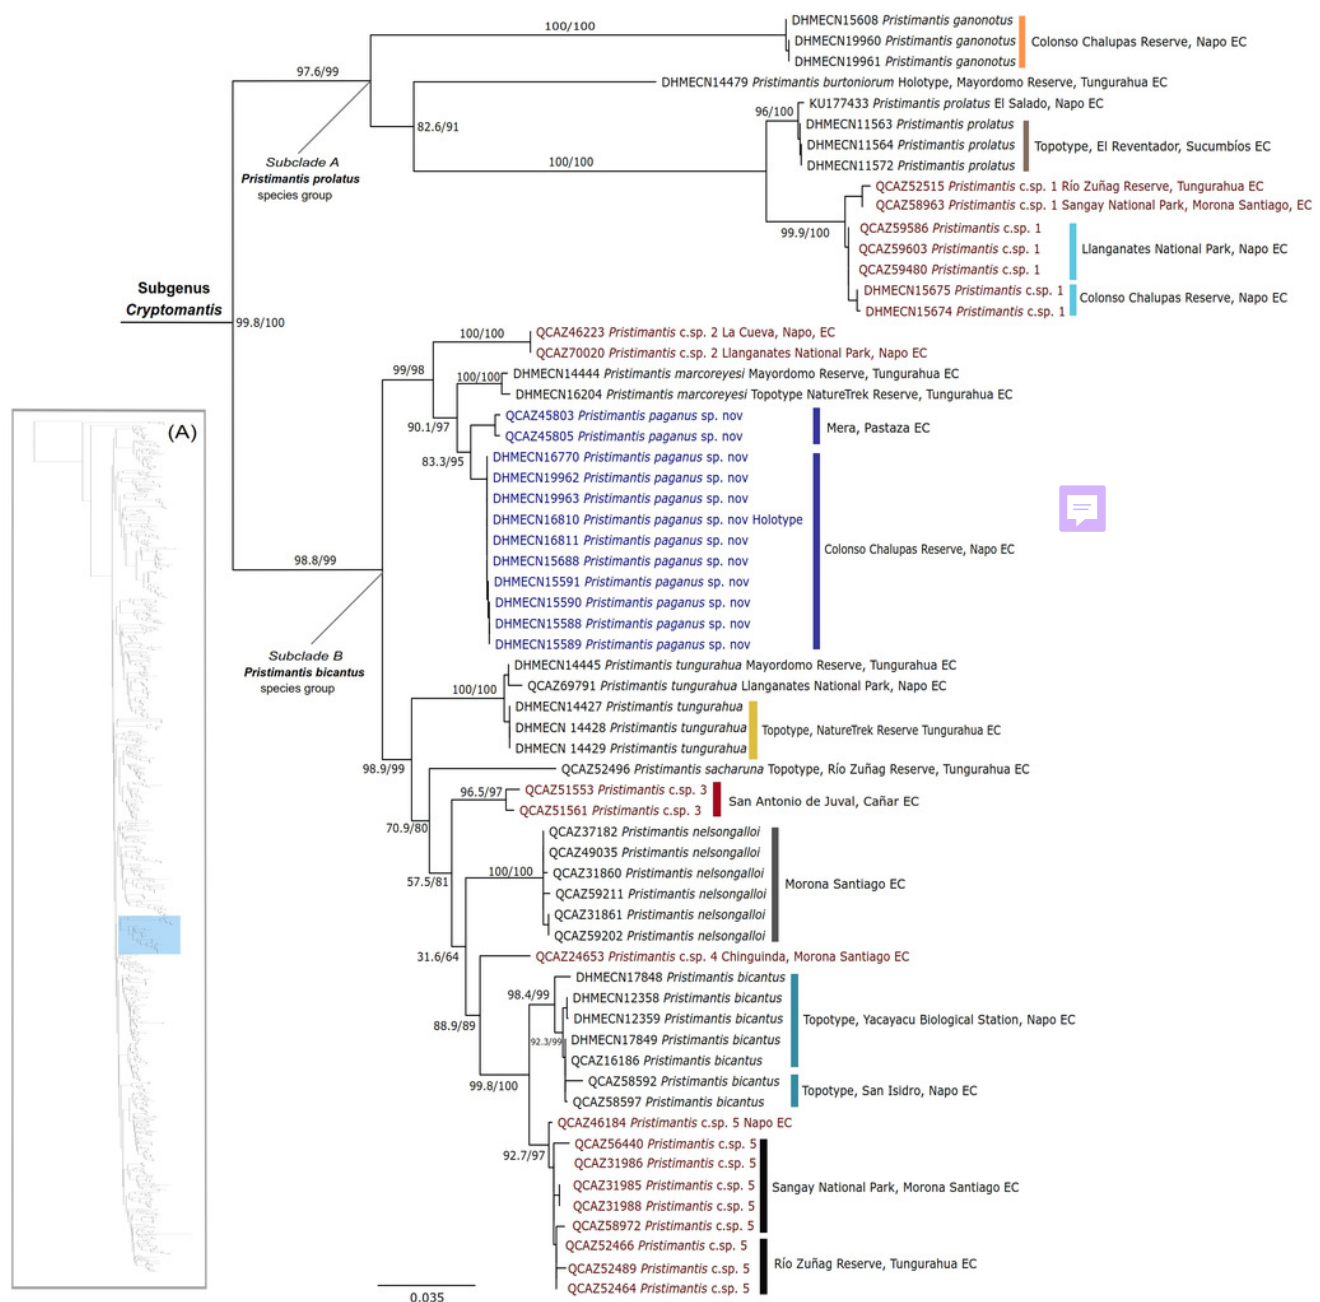 100/100
DHMECN15608 Pristimantis ganonotus
DHMECN19960 Pristimantis ganonotus
DHMECN19961 Pristimantis ganonotus
Colonso Chalupas Reserve, Napo EC
97.6/99
DHMECN14479 Pristimantis burtoniorum Holotype, Mayordomo Reserve, Tungurahua EC
82.6/91
96/100
KU177433 Pristimantis prolatus El Salado, Napo EC
DHMECN11563 Pristimantis prolatus
DHMECN11564 Pristimantis prolatus
DHMECN11572 Pristimantis prolatus
Topotype, El Reventador, Sucumbíos EC
Subclade A
Pristimantis prolatus
species group
100/100
QCAZ52515 Pristimantis c.sp. 1 Río Zuñag Reserve, Tungurahua EC
QCAZ58963 Pristimantis c.sp. 1 Sangay National Park, Morona Santiago, EC
99.9/100
QCAZ59586 Pristimantis c.sp. 1
QCAZ59603 Pristimantis c.sp. 1
QCAZ59480 Pristimantis c.sp. 1
Llanganates National Park, Napo EC
DHMECN15675 Pristimantis c.sp. 1
DHMECN15674 Pristimantis c.sp. 1
Colonso Chalupas Reserve, Napo EC
Subgenus
Cryptomantis
99.8/100
100/100
QCAZ46223 Pristimantis c.sp. 2 La Cueva, Napo, EC
QCAZ70020 Pristimantis c.sp. 2 Llanganates National Park, Napo EC
99/98
100/100
DHMECN14444 Pristimantis marcoreyesi Mayordomo Reserve, Tungurahua EC
DHMECN16204 Pristimantis marcoreyesi Topotype NatureTrek Reserve, Tungurahua EC
90.1/97
QCAZ45803 Pristimantis paganus sp. nov
QCAZ45805 Pristimantis paganus sp. nov
Mera, Pastaza EC
83.3/95
DHMECN16770 Pristimantis paganus sp. nov
DHMECN19962 Pristimantis paganus sp. nov
DHMECN19963 Pristimantis paganus sp. nov
DHMECN16810 Pristimantis paganus sp. nov Holotype
DHMECN16811 Pristimantis paganus sp. nov
DHMECN15688 Pristimantis paganus sp. nov
DHMECN15591 Pristimantis paganus sp. nov
DHMECN15590 Pristimantis paganus sp. nov
DHMECN15588 Pristimantis paganus sp. nov
DHMECN15589 Pristimantis paganus sp. nov
Colonso Chalupas Reserve, Napo EC
(A)
98.8/99
Subclade B
Pristimantis bicantus
species group
100/100
DHMECN14445 Pristimantis tungurahua Mayordomo Reserve, Tungurahua EC
QCAZ69791 Pristimantis tungurahua Llanganates National Park, Napo EC
DHMECN14427 Pristimantis tungurahua
DHMECN 14428 Pristimantis tungurahua
DHMECN 14429 Pristimantis tungurahua
Topotype, NatureTrek Reserve Tungurahua EC
98.9/99
QCAZ52496 Pristimantis sacharuna Topotype, Río Zuñag Reserve, Tungurahua EC
96.5/97
QCAZ51553 Pristimantis c.sp. 3
QCAZ51561 Pristimantis c.sp. 3
San Antonio de Juval, Cañar EC
70.9/80
100/100
QCAZ37182 Pristimantis nelsongalloi
QCAZ49035 Pristimantis nelsongalloi
QCAZ31860 Pristimantis nelsongalloi
QCAZ59211 Pristimantis nelsongalloi
QCAZ31861 Pristimantis nelsongalloi
QCAZ59202 Pristimantis nelsongalloi
Morona Santiago EC
57.5/81
31.6/64
QCAZ24653 Pristimantis c.sp. 4 Chinguinda, Morona Santiago EC
98.4/99
DHMECN17848 Pristimantis bicantus
DHMECN12358 Pristimantis bicantus
DHMECN12359 Pristimantis bicantus
DHMECN17849 Pristimantis bicantus
QCAZ16186 Pristimantis bicantus
Topotype, Yacayacu Biological Station, Napo EC
88.9/89
92.3/99
QCAZ58592 Pristimantis bicantus
QCAZ58597 Pristimantis bicantus
Topotype, San Isidro, Napo EC
99.8/100
QCAZ46184 Pristimantis c.sp. 5 Napo EC
92.7/97
QCAZ56440 Pristimantis c.sp. 5
QCAZ31986 Pristimantis c.sp. 5
QCAZ31985 Pristimantis c.sp. 5
QCAZ31988 Pristimantis c.sp. 5
QCAZ58972 Pristimantis c.sp. 5
Sangay National Park, Morona Santiago EC
QCAZ52466 Pristimantis c.sp. 5
QCAZ52489 Pristimantis c.sp. 5
QCAZ52464 Pristimantis c.sp. 5
Río Zuñag Reserve, Tungurahua EC
0.035